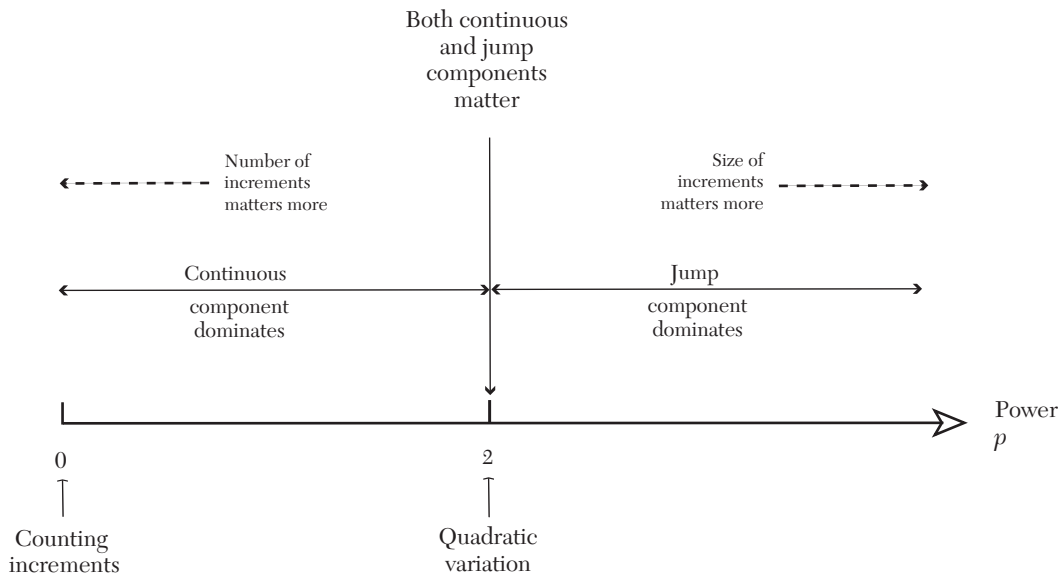 Both continuous
and jump
components
matter
Number of
increments
matters more
Size of
increments
matters more
Continuous
component
dominates
Jump
component
dominates
Power
p
0
2
Counting
increments
Quadratic
variation